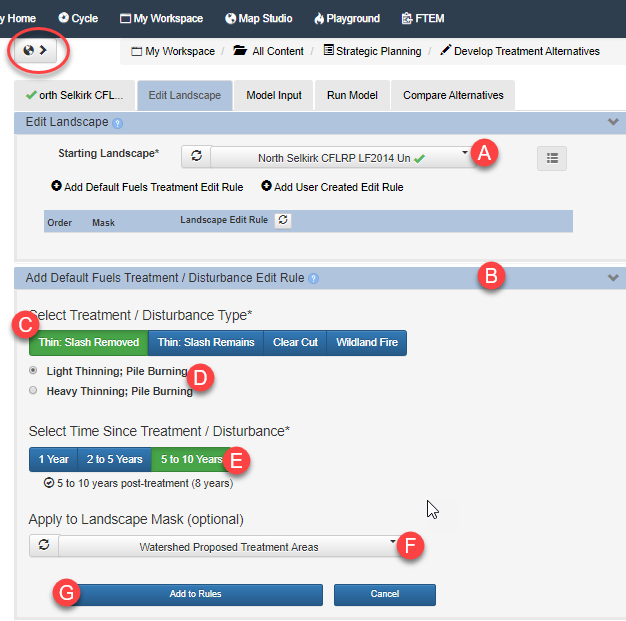 y Home Cycle My Workspace Map Studio Playground FTEM
My Workspace / All Content / Strategic Planning / Develop Treatment Alternatives
orth Selkirk CFL... Edit Landscape Model Input Run Model Compare Alternatives
Edit Landscape ?
Starting Landscape* North Selkirk CFLRP LF2014 Un A
Add Default Fuels Treatment Edit Rule Add User Created Edit Rule
Order Mask Landscape Edit Rule
Add Default Fuels Treatment / Disturbance Edit Rule ? B
Select Treatment / Disturbance Type*
C
Thin: Slash Removed Thin: Slash Remains Clear Cut Wildland Fire
Light Thinning; Pile Burning D
Heavy Thinning; Pile Burning
Select Time Since Treatment / Disturbance*
1 Year 2 to 5 Years 5 to 10 Years E
5 to 10 years post-treatment (8 years)
Apply to Landscape Mask (optional)
Watershed Proposed Treatment Areas F
G Add to Rules Cancel